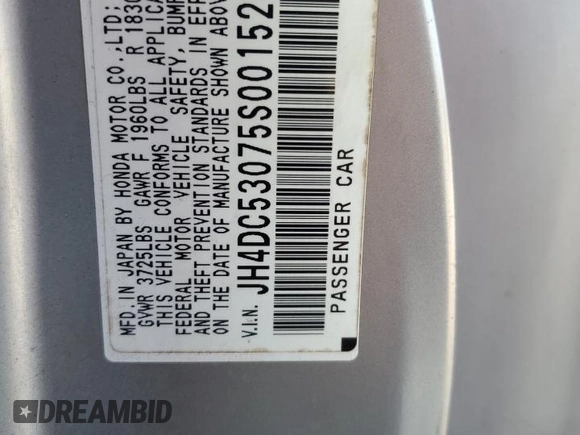 MFD.IN JAPAN BY HONDA MOTOR CO.,LTD:
GVWR 3725LBS GAWR F 1960LBS R 1830
THIS VEHICLE CONFORMS TO ALL APPLICA
FEDERAL MOTOR VEHICLE SAFETY, BUMP
AND THEFT PREVENTION STANDARDS IN EFF
ON THE DATE OF MANUFACTURE SHOWN ABOV
V.I.N. JH4DC53075S00152
PASSENGER CAR
DREAMBID